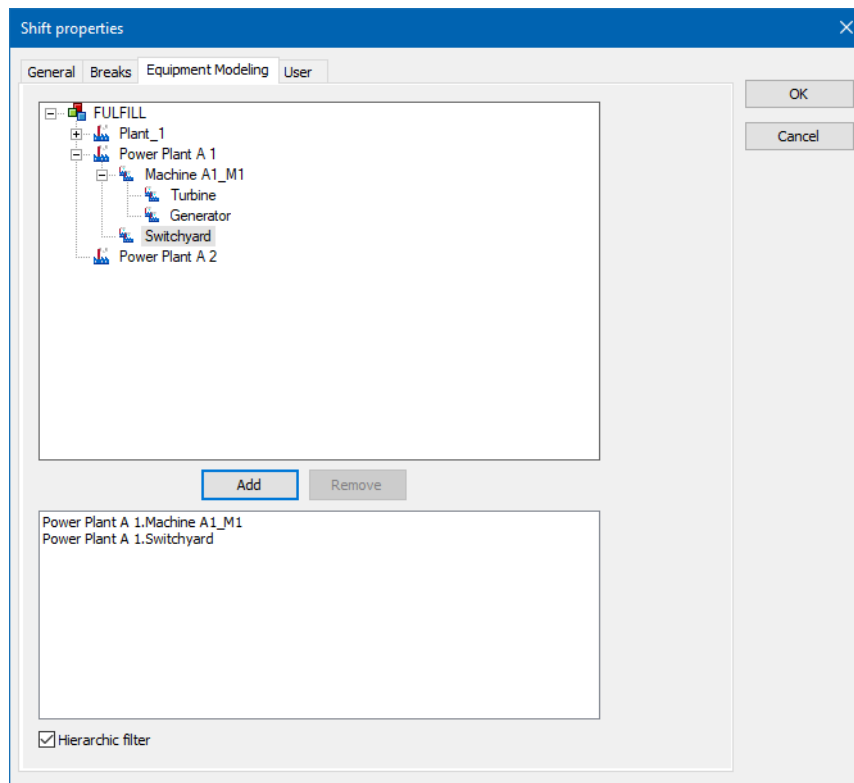 Shift properties
General Breaks Equipment Modeling User
OK
Cancel
FULFILL
Plant_1
Power Plant A 1
Machine A1_M1
Turbine
Generator
Switchyard
Power Plant A 2
Add Remove
Power Plant A 1.Machine A1_M1
Power Plant A 1.Switchyard
Hierarchic filter